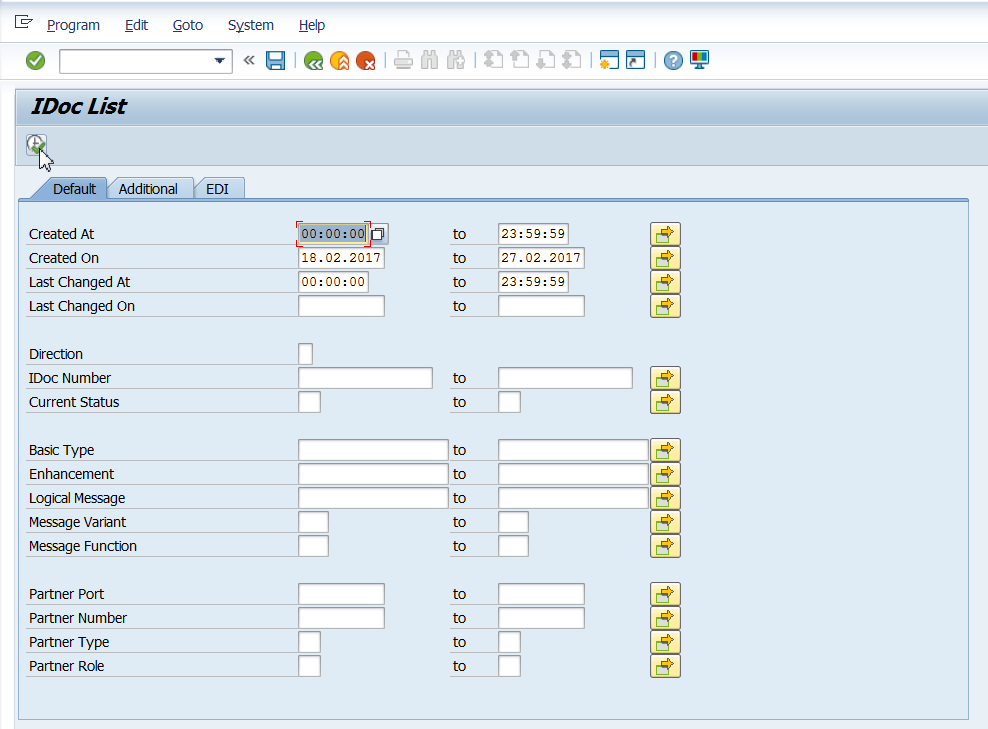 Program Edit Goto System Help
IDoc List
Default Additional EDI
Created At 00:00:00 to 23:59:59
Created On 18.02.2017 to 27.02.2017
Last Changed At 00:00:00 to 23:59:59
Last Changed On to
Direction
IDoc Number to
Current Status to
Basic Type to
Enhancement to
Logical Message to
Message Variant to
Message Function to
Partner Port to
Partner Number to
Partner Type to
Partner Role to